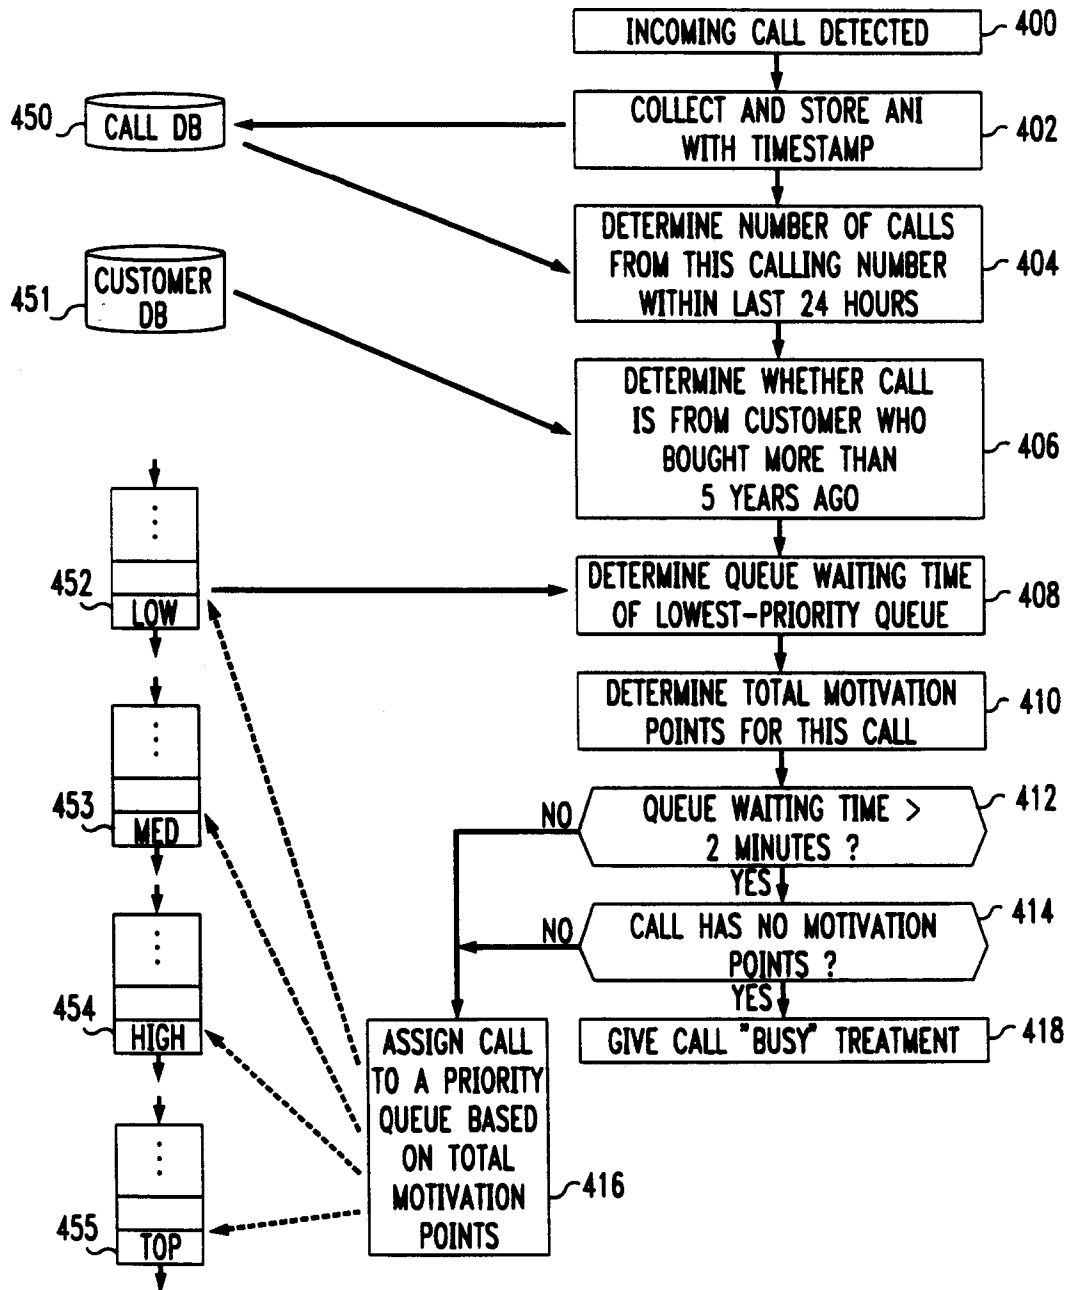 INCOMING CALL DETECTED
400
450
CALL DB
COLLECT AND STORE ANI
WITH TIMESTAMP
402
DETERMINE NUMBER OF CALLS
FROM THIS CALLING NUMBER
WITHIN LAST 24 HOURS
404
451
CUSTOMER
DB
DETERMINE WHETHER CALL
IS FROM CUSTOMER WHO
BOUGHT MORE THAN
5 YEARS AGO
406
452
LOW
DETERMINE QUEUE WAITING TIME
OF LOWEST-PRIORITY QUEUE
408
DETERMINE TOTAL MOTIVATION
POINTS FOR THIS CALL
410
453
MED
NO
QUEUE WAITING TIME >
2 MINUTES ?
412
YES
NO
CALL HAS NO MOTIVATION
POINTS ?
414
YES
454
HIGH
GIVE CALL "BUSY" TREATMENT
418
ASSIGN CALL
TO A PRIORITY
QUEUE BASED
ON TOTAL
MOTIVATION
POINTS
416
455
TOP